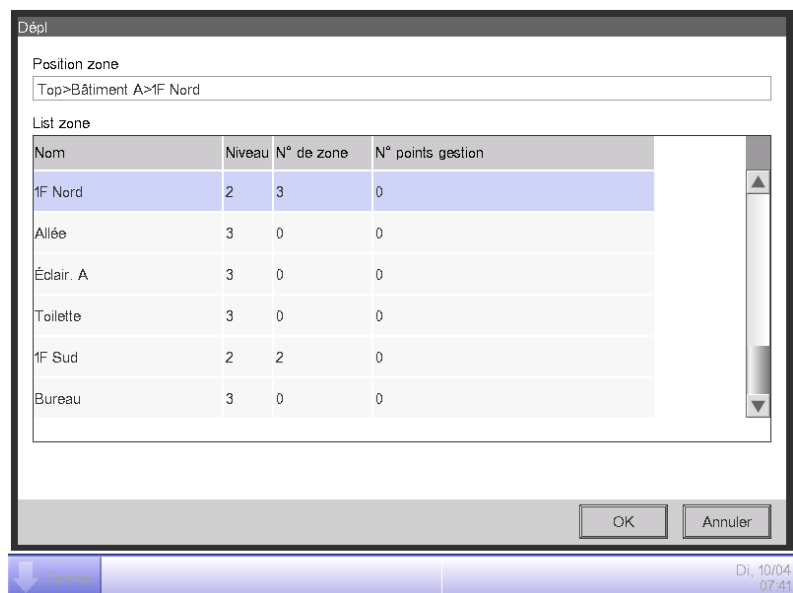 Dépl
Position zone
Top>Bâtiment A>1F Nord
List zone
Nom Niveau N° de zone N° points gestion
1F Nord 2 3 0
Allée 3 0 0
Éclair. A 3 0 0
Toilette 3 0 0
1F Sud 2 2 0
Bureau 3 0 0
OK Annuler
Di, 10/04
07:41